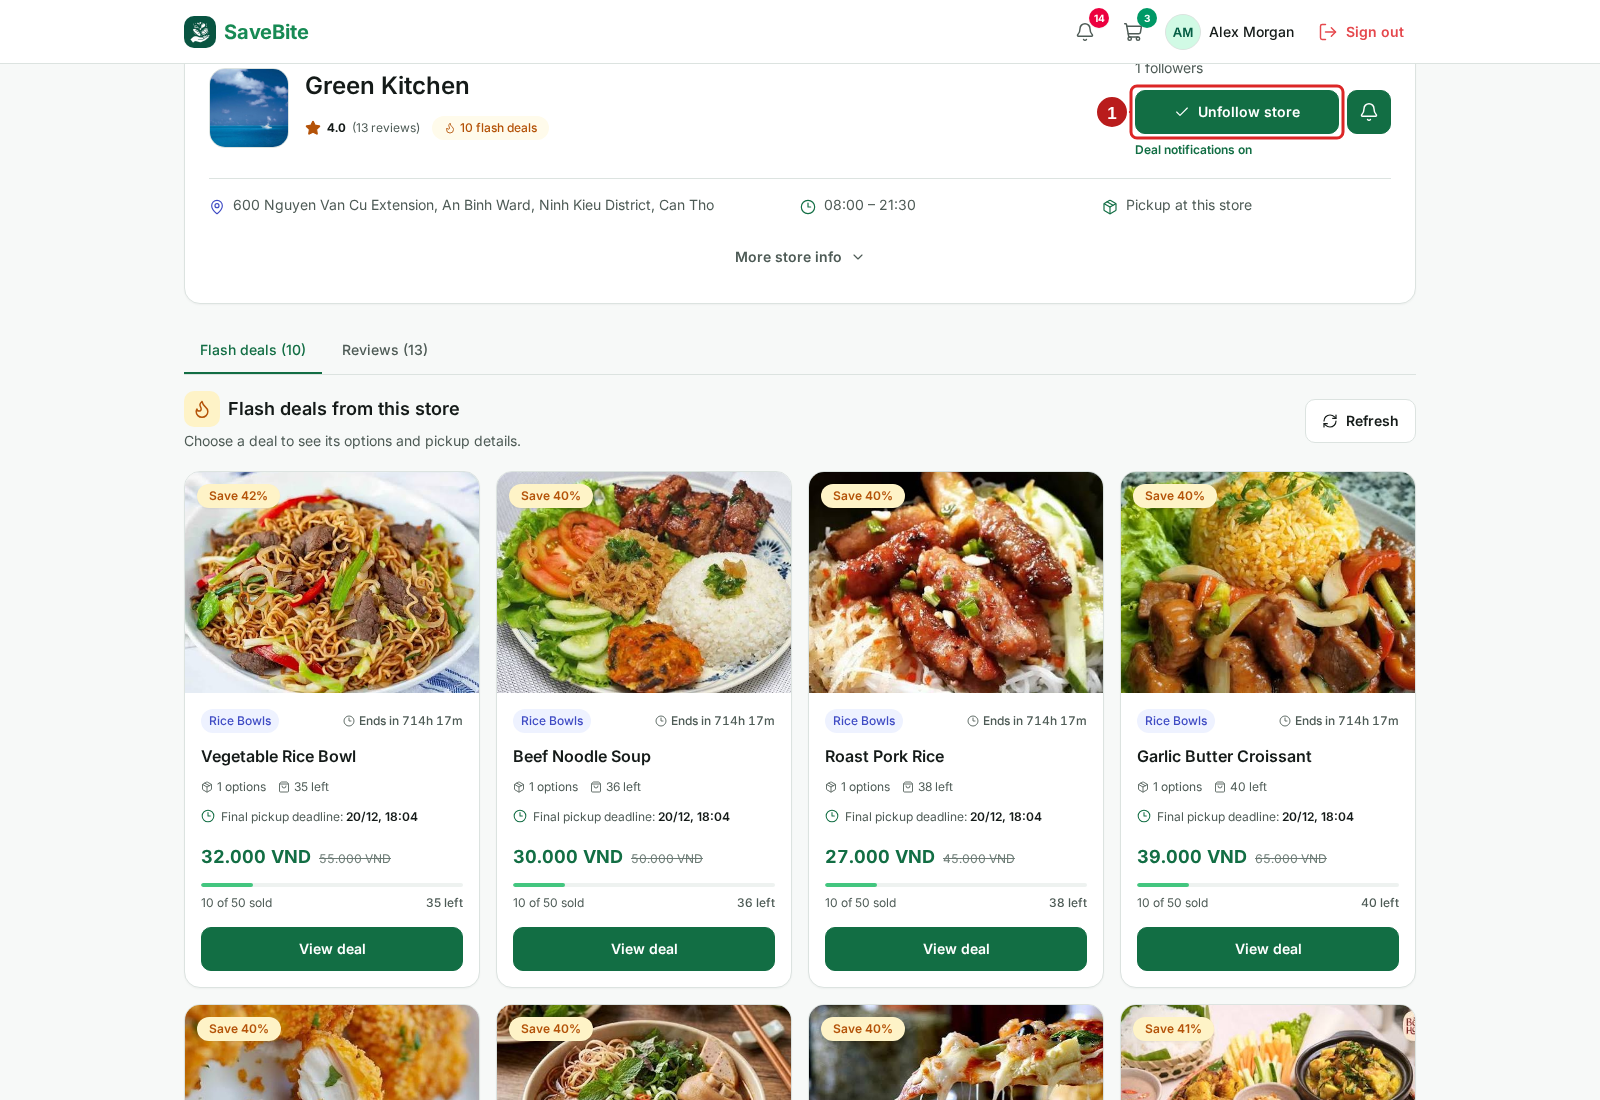 SaveBite
14
3
AM
Alex Morgan
Sign out
1 followers
Green Kitchen
4.0 (13 reviews)
10 flash deals
1
Unfollow store
Deal notifications on
600 Nguyen Van Cu Extension, An Binh Ward, Ninh Kieu District, Can Tho
08:00 – 21:30
Pickup at this store
More store info
Flash deals (10)
Reviews (13)
Flash deals from this store
Choose a deal to see its options and pickup details.
Refresh
Save 42%
Rice Bowls
Ends in 714h 17m
Vegetable Rice Bowl
1 options
35 left
Final pickup deadline: 20/12, 18:04
32.000 VND 55.000 VND
10 of 50 sold
35 left
View deal
Save 40%
Rice Bowls
Ends in 714h 17m
Beef Noodle Soup
1 options
36 left
Final pickup deadline: 20/12, 18:04
30.000 VND 50.000 VND
10 of 50 sold
36 left
View deal
Save 40%
Rice Bowls
Ends in 714h 17m
Roast Pork Rice
1 options
38 left
Final pickup deadline: 20/12, 18:04
27.000 VND 45.000 VND
10 of 50 sold
38 left
View deal
Save 40%
Rice Bowls
Ends in 714h 17m
Garlic Butter Croissant
1 options
40 left
Final pickup deadline: 20/12, 18:04
39.000 VND 65.000 VND
10 of 50 sold
40 left
View deal
Save 40%
Save 40%
Save 40%
Save 41%